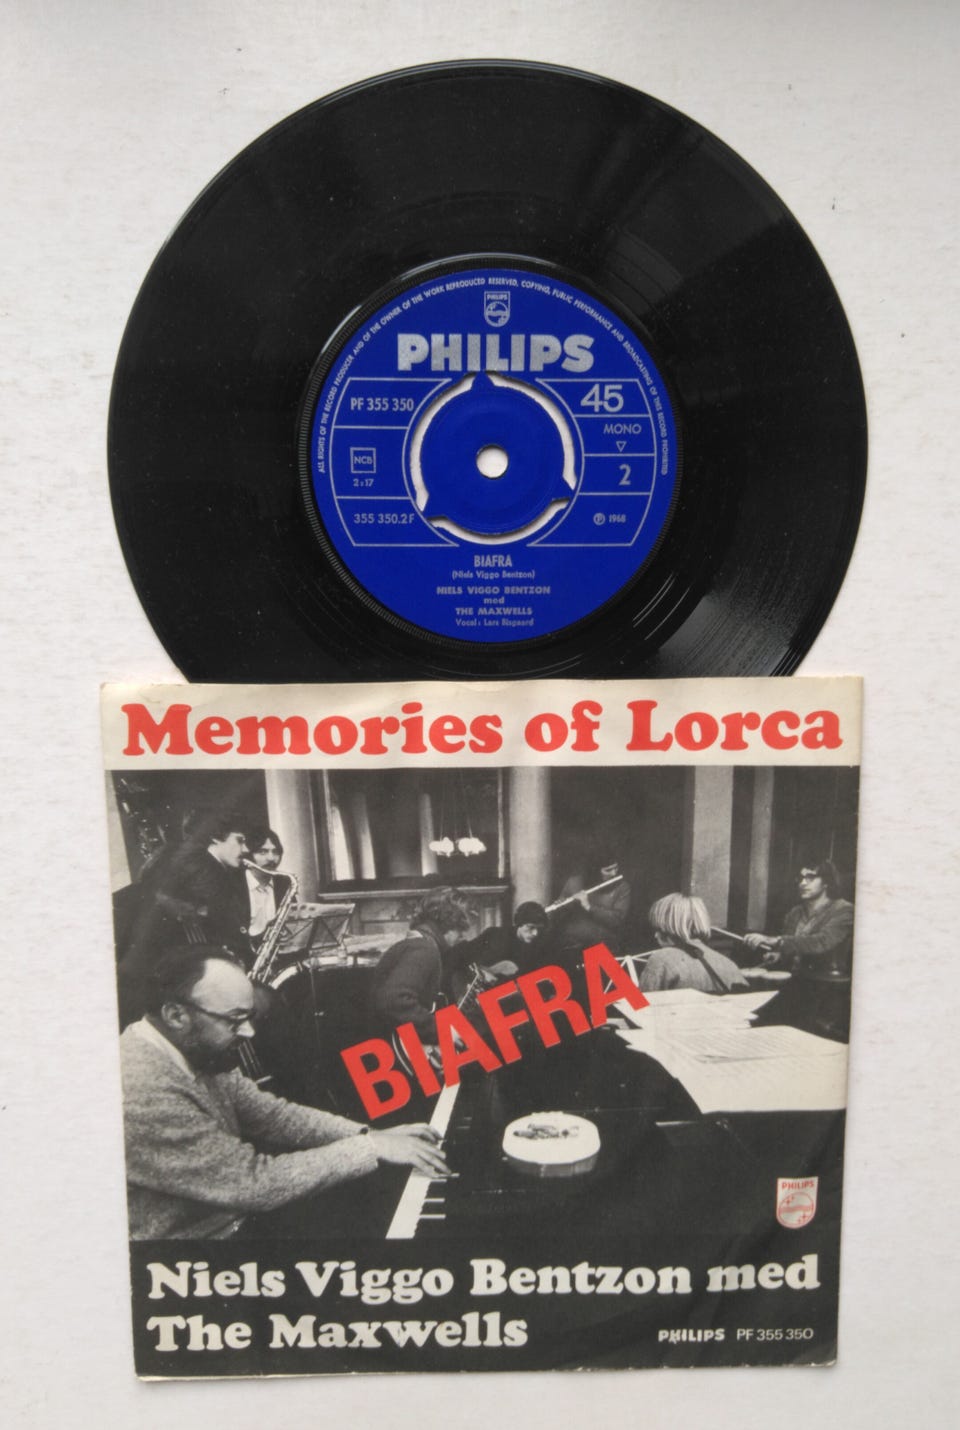 ALL RIGHTS OF THE RECORD PRODUCER AND OF THE OWNER OF THE WORK REPRODUCED RESERVED. COPYING, PUBLIC PERFORMANCE AND BROADCASTING OF THIS RECORD PROHIBITED
PHILIPS
PHILIPS
PF 355 350
45
MONO
NCB
2:17
2
355 350.2F
℗ 1968
BIAFRA
(Niels Viggo Bentzon)
NIELS VIGGO BENTZON
med
THE MAXWELLS
Vocal: Lars Bisgaard
Memories of Lorca
BIAFRA
PHILIPS
Niels Viggo Bentzon med
The Maxwells
PHILIPS PF 355 350